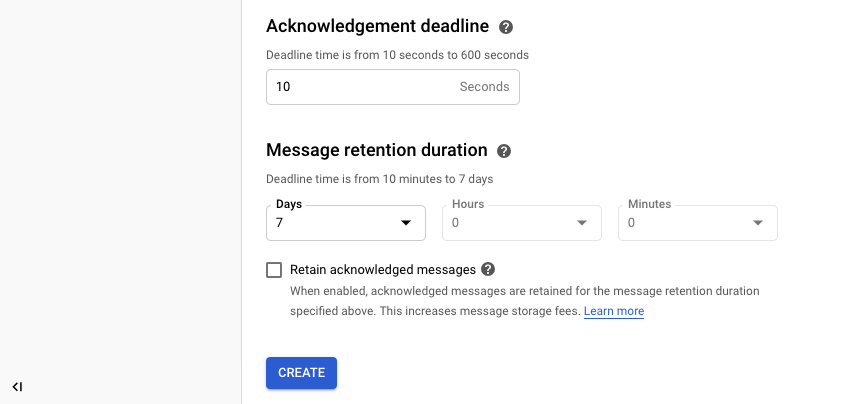 Acknowledgement deadline
Deadline time is from 10 seconds to 600 seconds
10 Seconds
Message retention duration
Deadline time is from 10 minutes to 7 days
Days Hours Minutes
7 0 0
Retain acknowledged messages
When enabled, acknowledged messages are retained for the message retention duration
specified above. This increases message storage fees. Learn more
CREATE